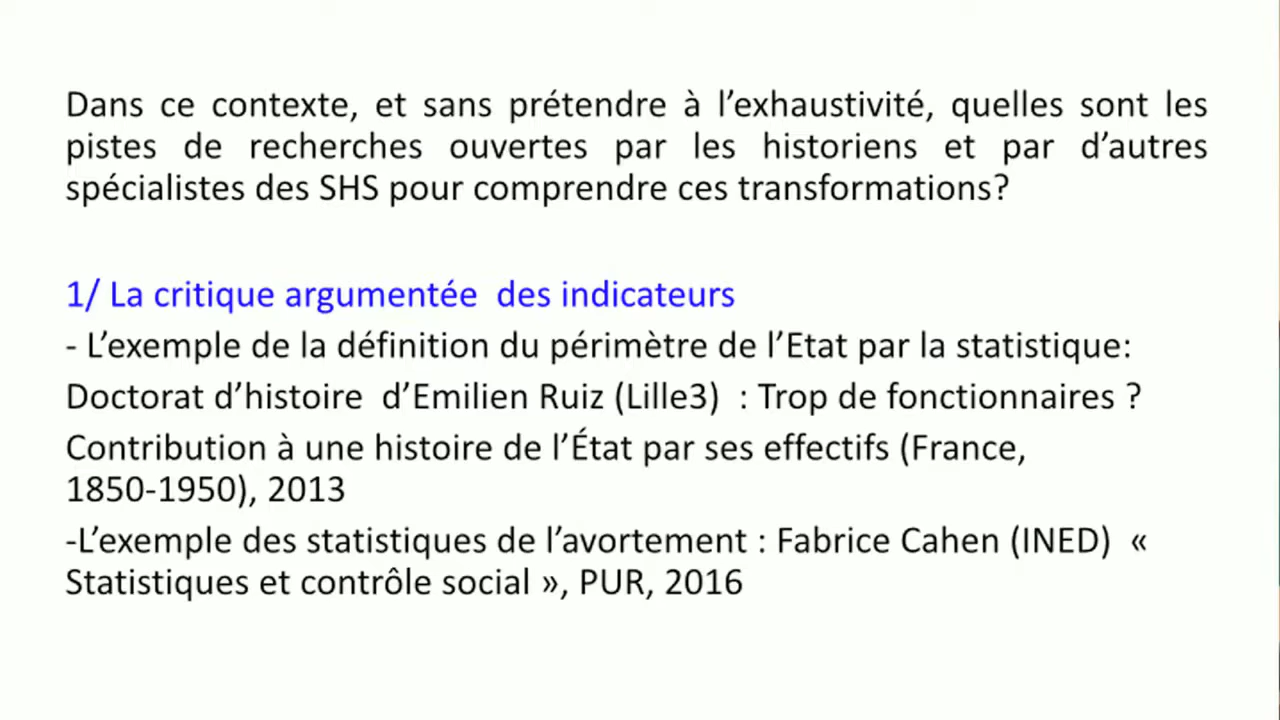 Dans ce contexte, et sans prétendre à l’exhaustivité, quelles sont les
pistes de recherches ouvertes par les historiens et par d’autres
spécialistes des SHS pour comprendre ces transformations?
1/ La critique argumentée  des indicateurs
- L’exemple de la définition du périmètre de l’Etat par la statistique:
Doctorat d’histoire  d’Emilien Ruiz (Lille3)  : Trop de fonctionnaires ?
Contribution à une histoire de l’État par ses effectifs (France,
1850-1950), 2013
-L’exemple des statistiques de l’avortement : Fabrice Cahen (INED)  «
Statistiques et contrôle social », PUR, 2016